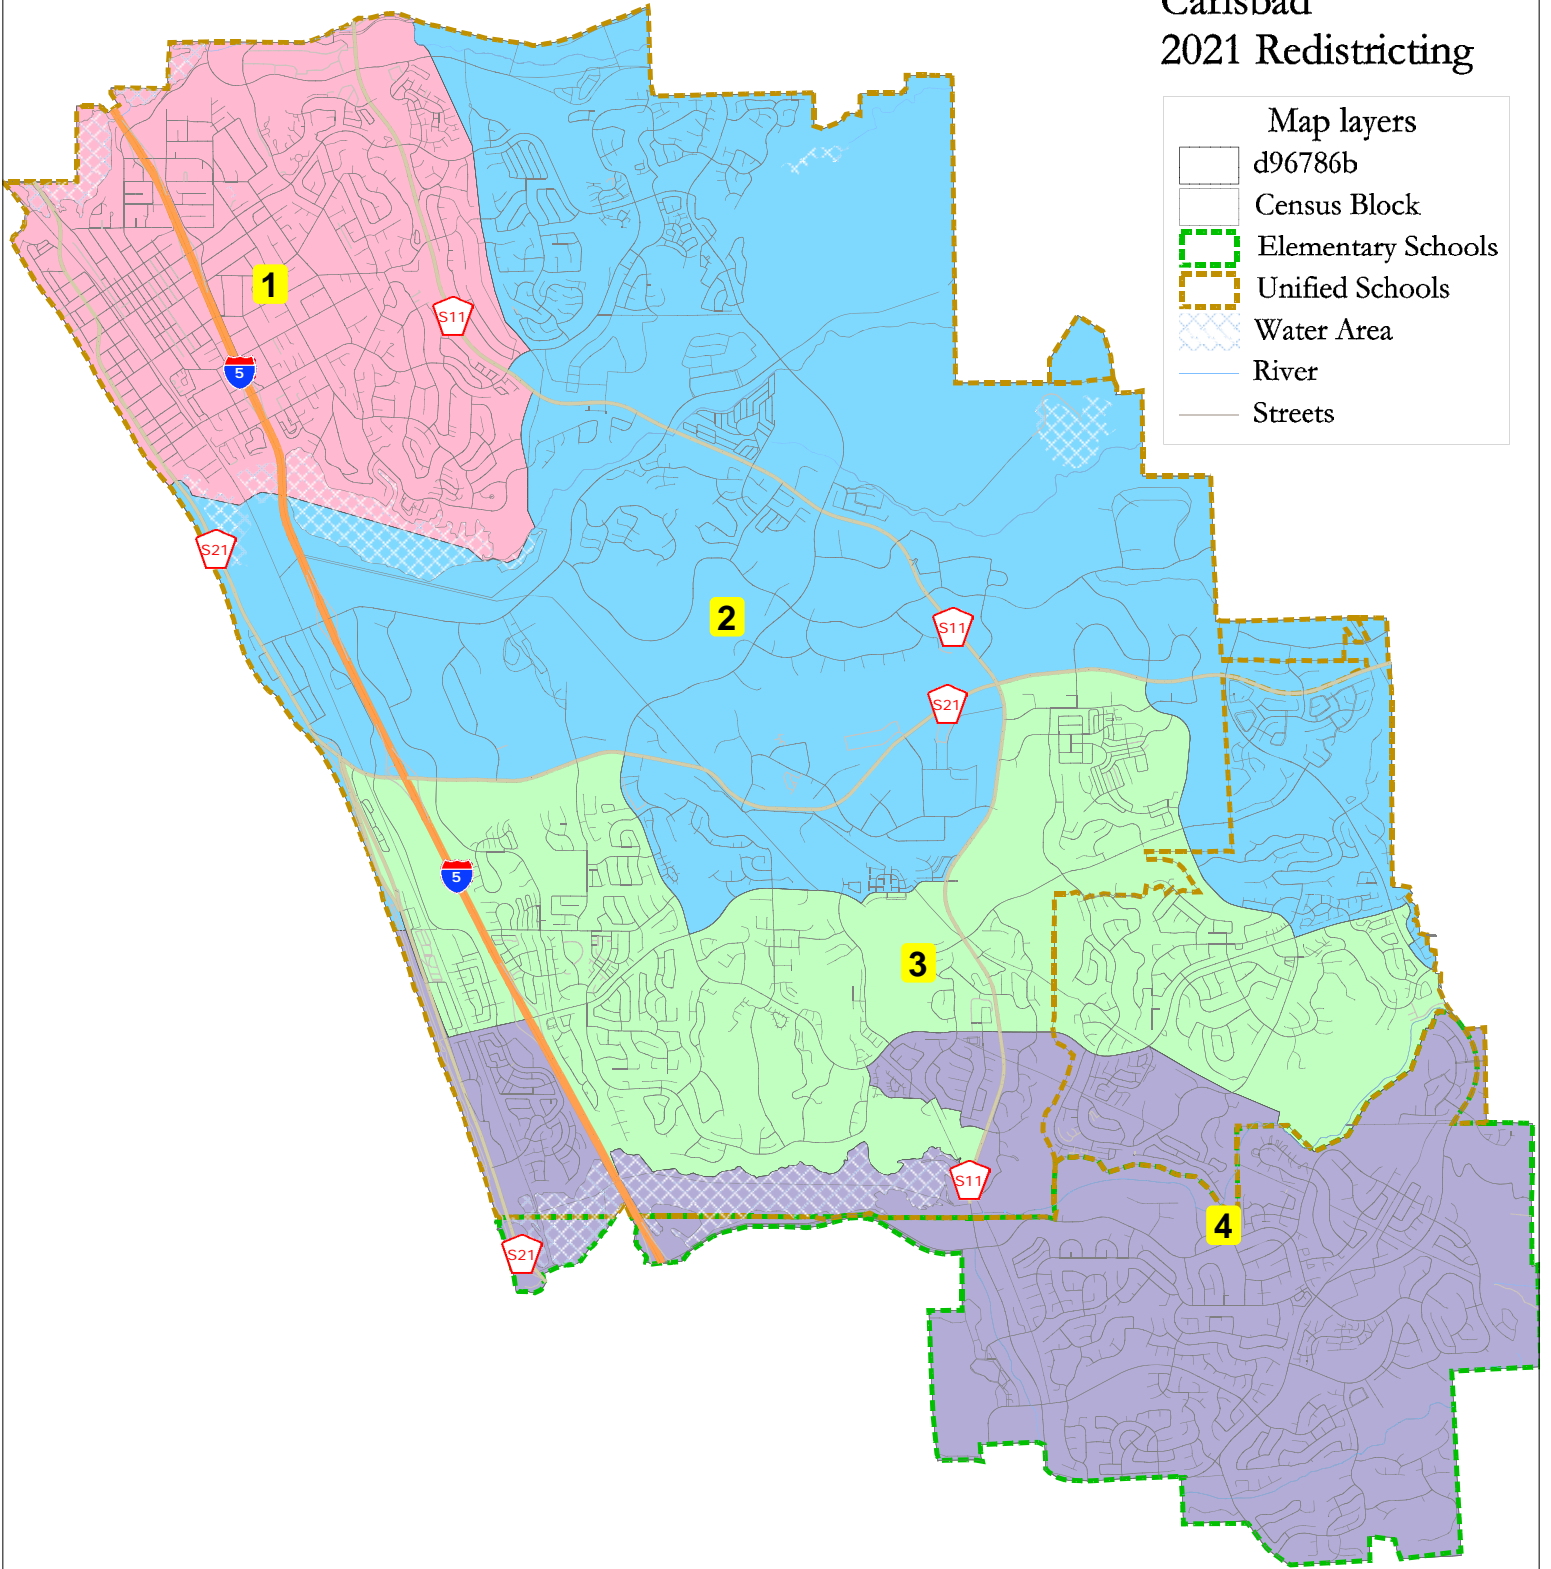 Carlsbad
2021 Redistricting
Map layers
d96786b
Census Block
Elementary Schools
Unified Schools
Water Area
River
Streets
1
S11
5
S21
2
S11
S21
5
3
S11
4
S21